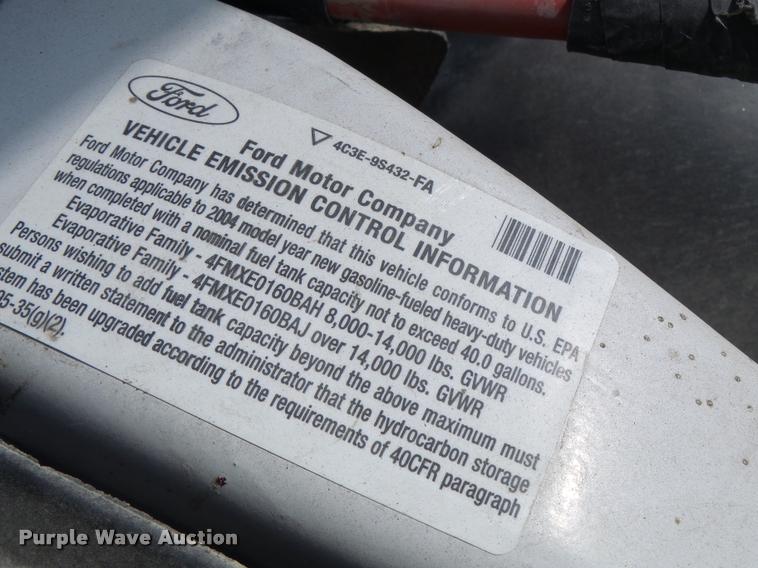 Ford
4C3E-9S432-FA
Ford Motor Company
VEHICLE EMISSION CONTROL INFORMATION
Ford Motor Company has determined that this vehicle conforms to U.S. EPA
regulations applicable to 2004 model year new gasoline-fueled heavy-duty vehicles
when completed with a nominal fuel tank capacity not to exceed 40.0 gallons.
Evaporative Family - 4FMXE0160BAH 8,000-14,000 lbs. GVWR
Evaporative Family - 4FMXE0160BAJ over 14,000 lbs. GVWR
Persons wishing to add fuel tank capacity beyond the above maximum must
submit a written statement to the administrator that the hydrocarbon storage
stem has been upgraded according to the requirements of 40CFR paragraph
05-35(g)(2).
Purple Wave Auction